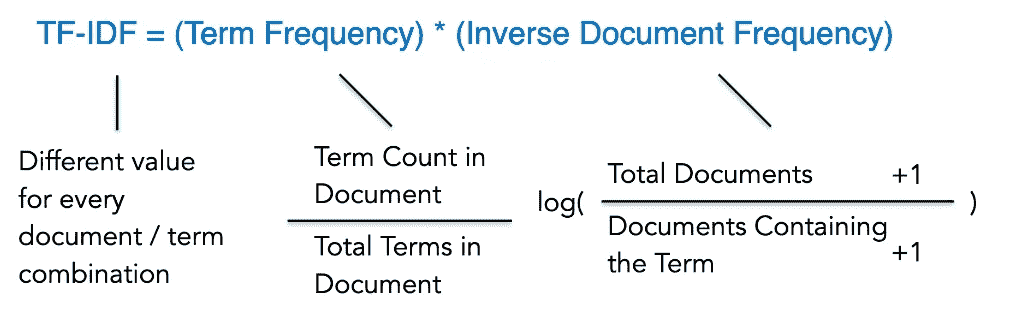 TF-IDF = (Term Frequency) * (Inverse Document Frequency)
Different value
for every
document / term
combination
Term Count in
Document
Total Terms in
Document
log(
Total Documents +1
Documents Containing
the Term +1
)